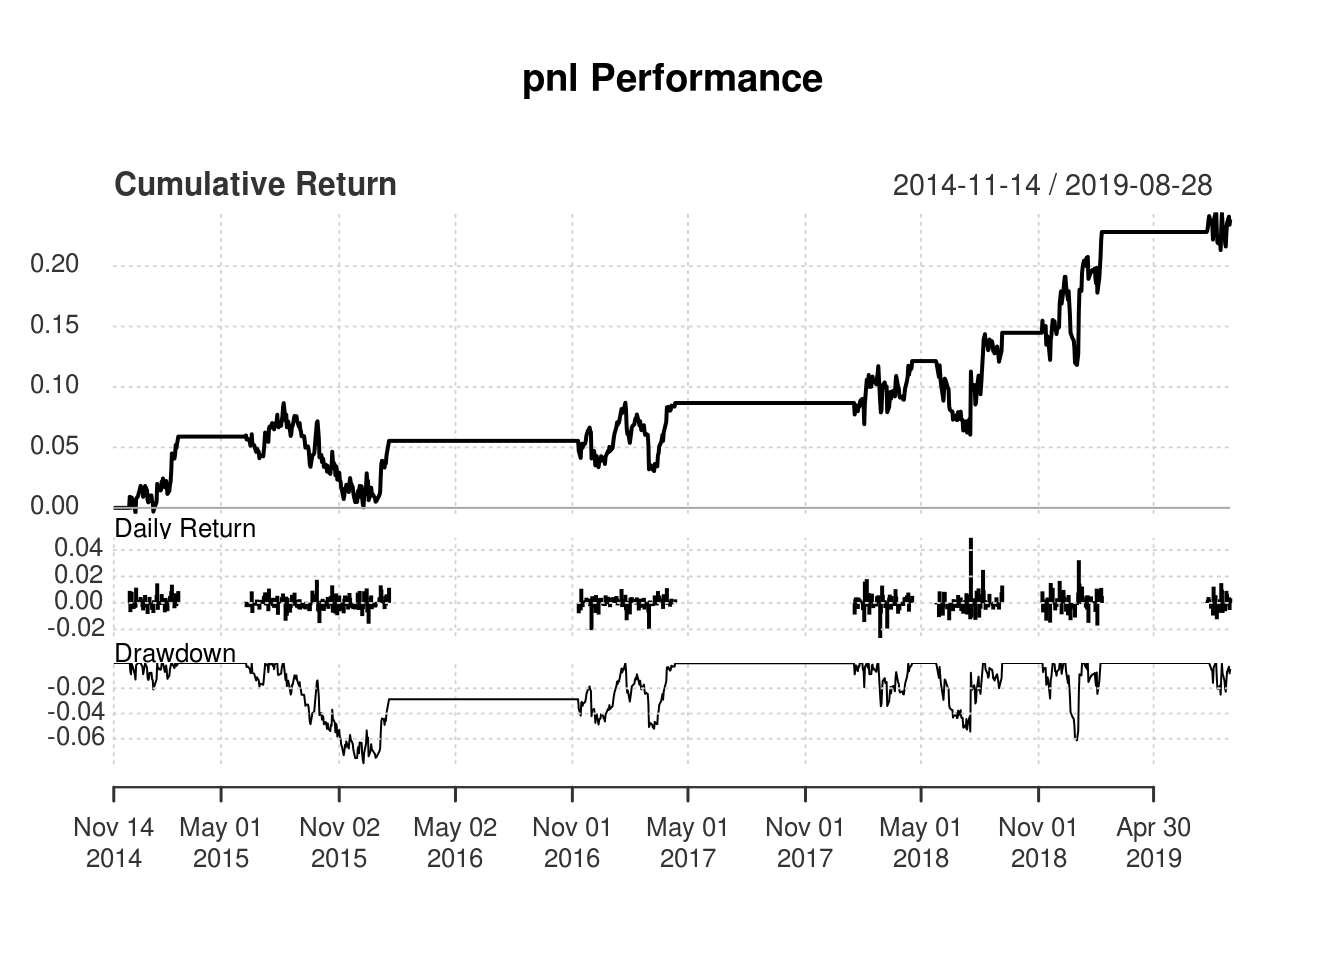 pnl Performance
Cumulative Return 2014-11-14 / 2019-08-28
0.20
0.15
0.10
0.05
0.00
Daily Return
0.04
0.02
0.00
-0.02
Drawdown
-0.02
-0.04
-0.06
Nov 14 May 01 Nov 02 May 02 Nov 01 May 01 Nov 01 May 01 Nov 01 Apr 30
2014 2015 2015 2016 2016 2017 2017 2018 2018 2019